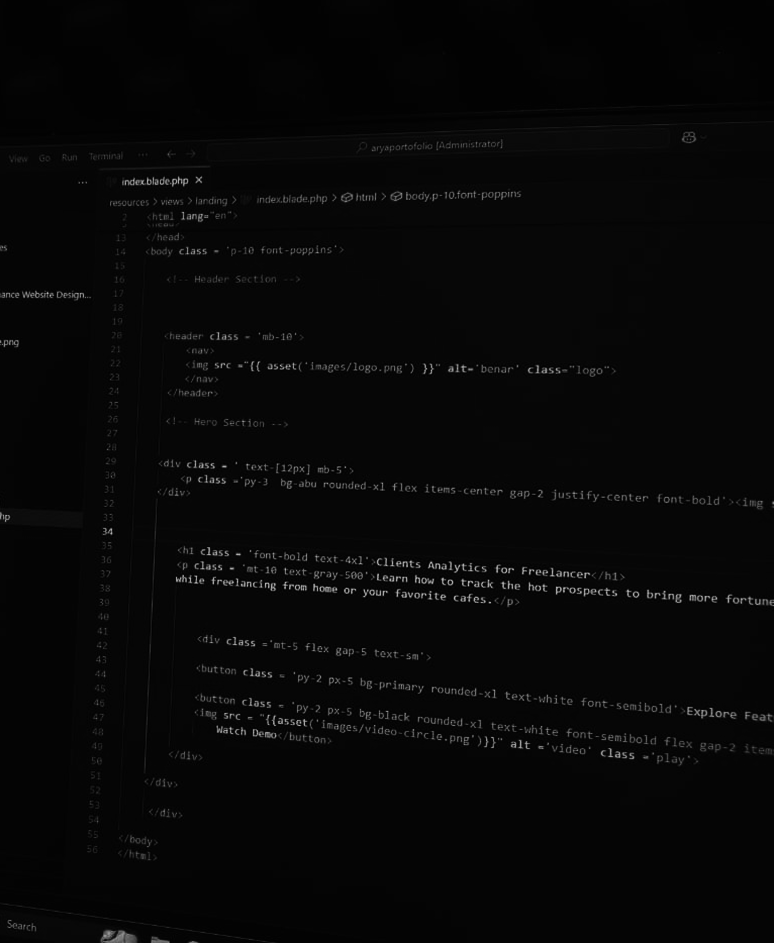 View Go Run Terminal ... ← → aryaportofolio [Administrator]
... index.blade.php ×
resources > views > landing > index.blade.php > html > body.p-10.font-poppins
2 <html lang="en">
13 </head>
14 <body class = 'p-10 font-poppins'>
15
16 <!-- Header Section -->
17
18
19
20 <header class = 'mb-10'>
21 <nav>
22 <img src ="{{ asset('images/logo.png') }}" alt='benar' class="logo">
23 </nav>
24 </header>
25
26 <!-- Hero Section -->
27
28
29 <div class = ' text-[12px] mb-5'>
30 <p class ='py-3 bg-abu rounded-xl flex items-center gap-2 justify-center font-bold'><img
31 </div>
32
33
34
35 <h1 class = 'font-bold text-4xl'>Clients Analytics for Freelancer</h1>
36 <p class = 'mt-10 text-gray-500'>Learn how to track the hot prospects to bring more fortune
37 while freelancing from home or your favorite cafes.</p>
38
39
40
41 <div class ='mt-5 flex gap-5 text-sm'>
42
43 <button class = 'py-2 px-5 bg-primary rounded-xl text-white font-semibold'>Explore Feat
44
45 <button class = 'py-2 px-5 bg-black rounded-xl text-white font-semibold flex gap-2 items
46 <img src = "{{asset('images/video-circle.png')}}" alt ='video' class ='play'>
47 Watch Demo</button>
48 </div>
49
50 </div>
51
52 </div>
53
54 </body>
55 </html>
56
es
ance Website Design...
e.png
hp
Search